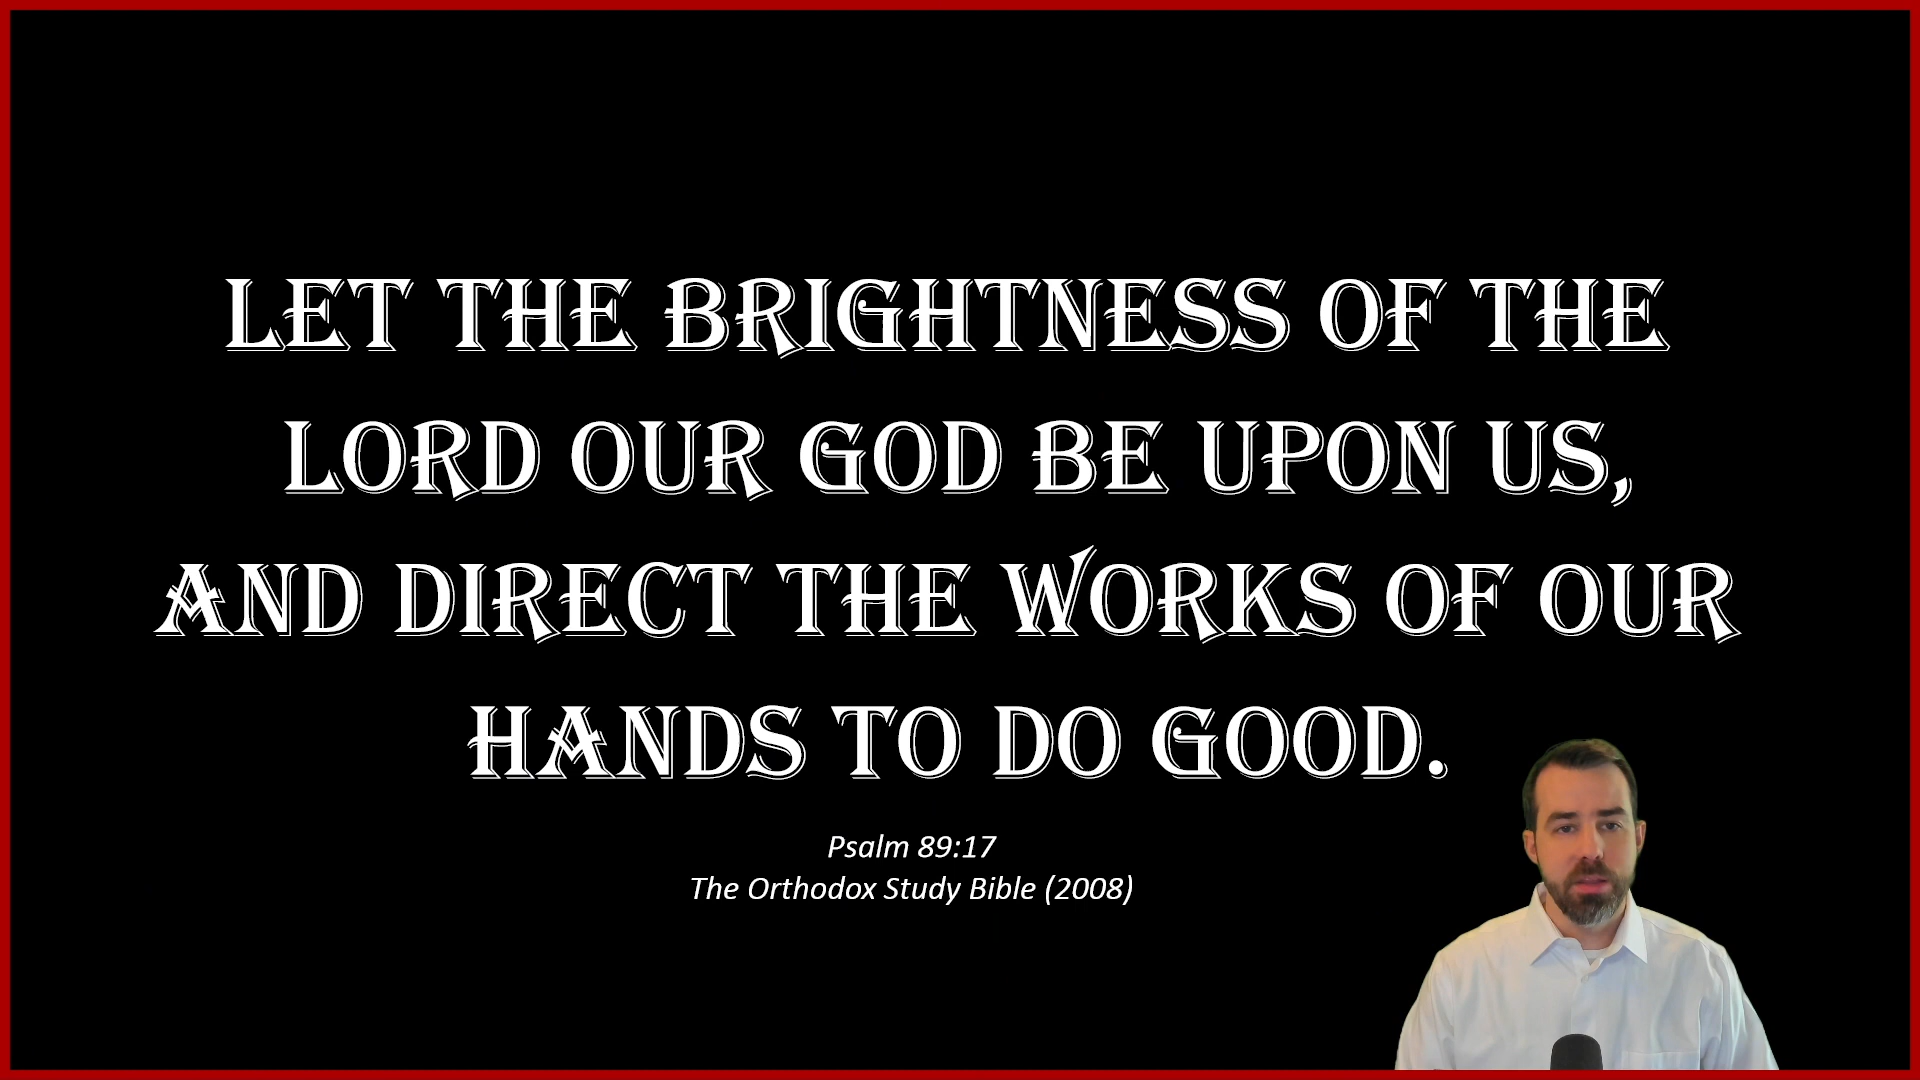 LET THE BRIGHTNESS OF THE
LORD OUR GOD BE UPON US,
AND DIRECT THE WORKS OF OUR
HANDS TO DO GOOD.
Psalm 89:17
The Orthodox Study Bible (2008)